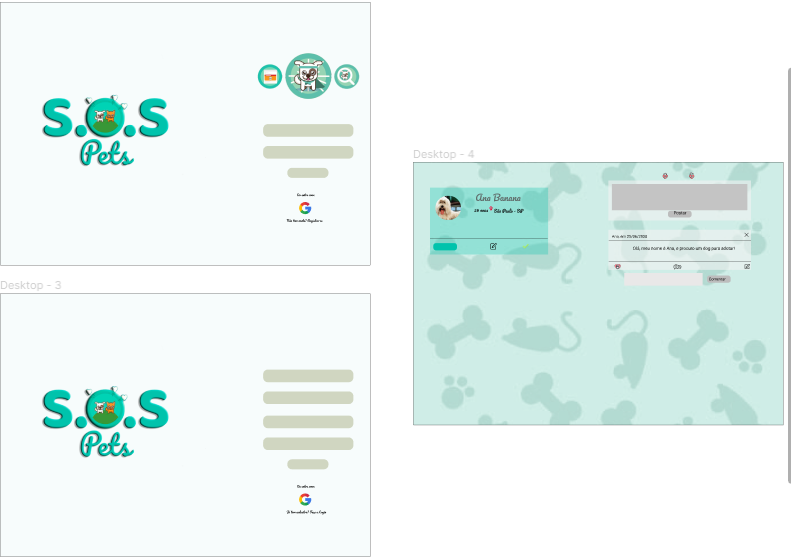 S.O.S
Pets
Ou entre com
Não tem conta? Registre-se
Desktop - 3
S.O.S
Pets
Ou entre com
Já tem cadastro? Faça o Login
Desktop - 4
Ana Banana
São Paulo - SP
Postar
Ana em 25/06/2020
Olá, meu nome é Ana, e procuro um dog para adotar!
Comentar